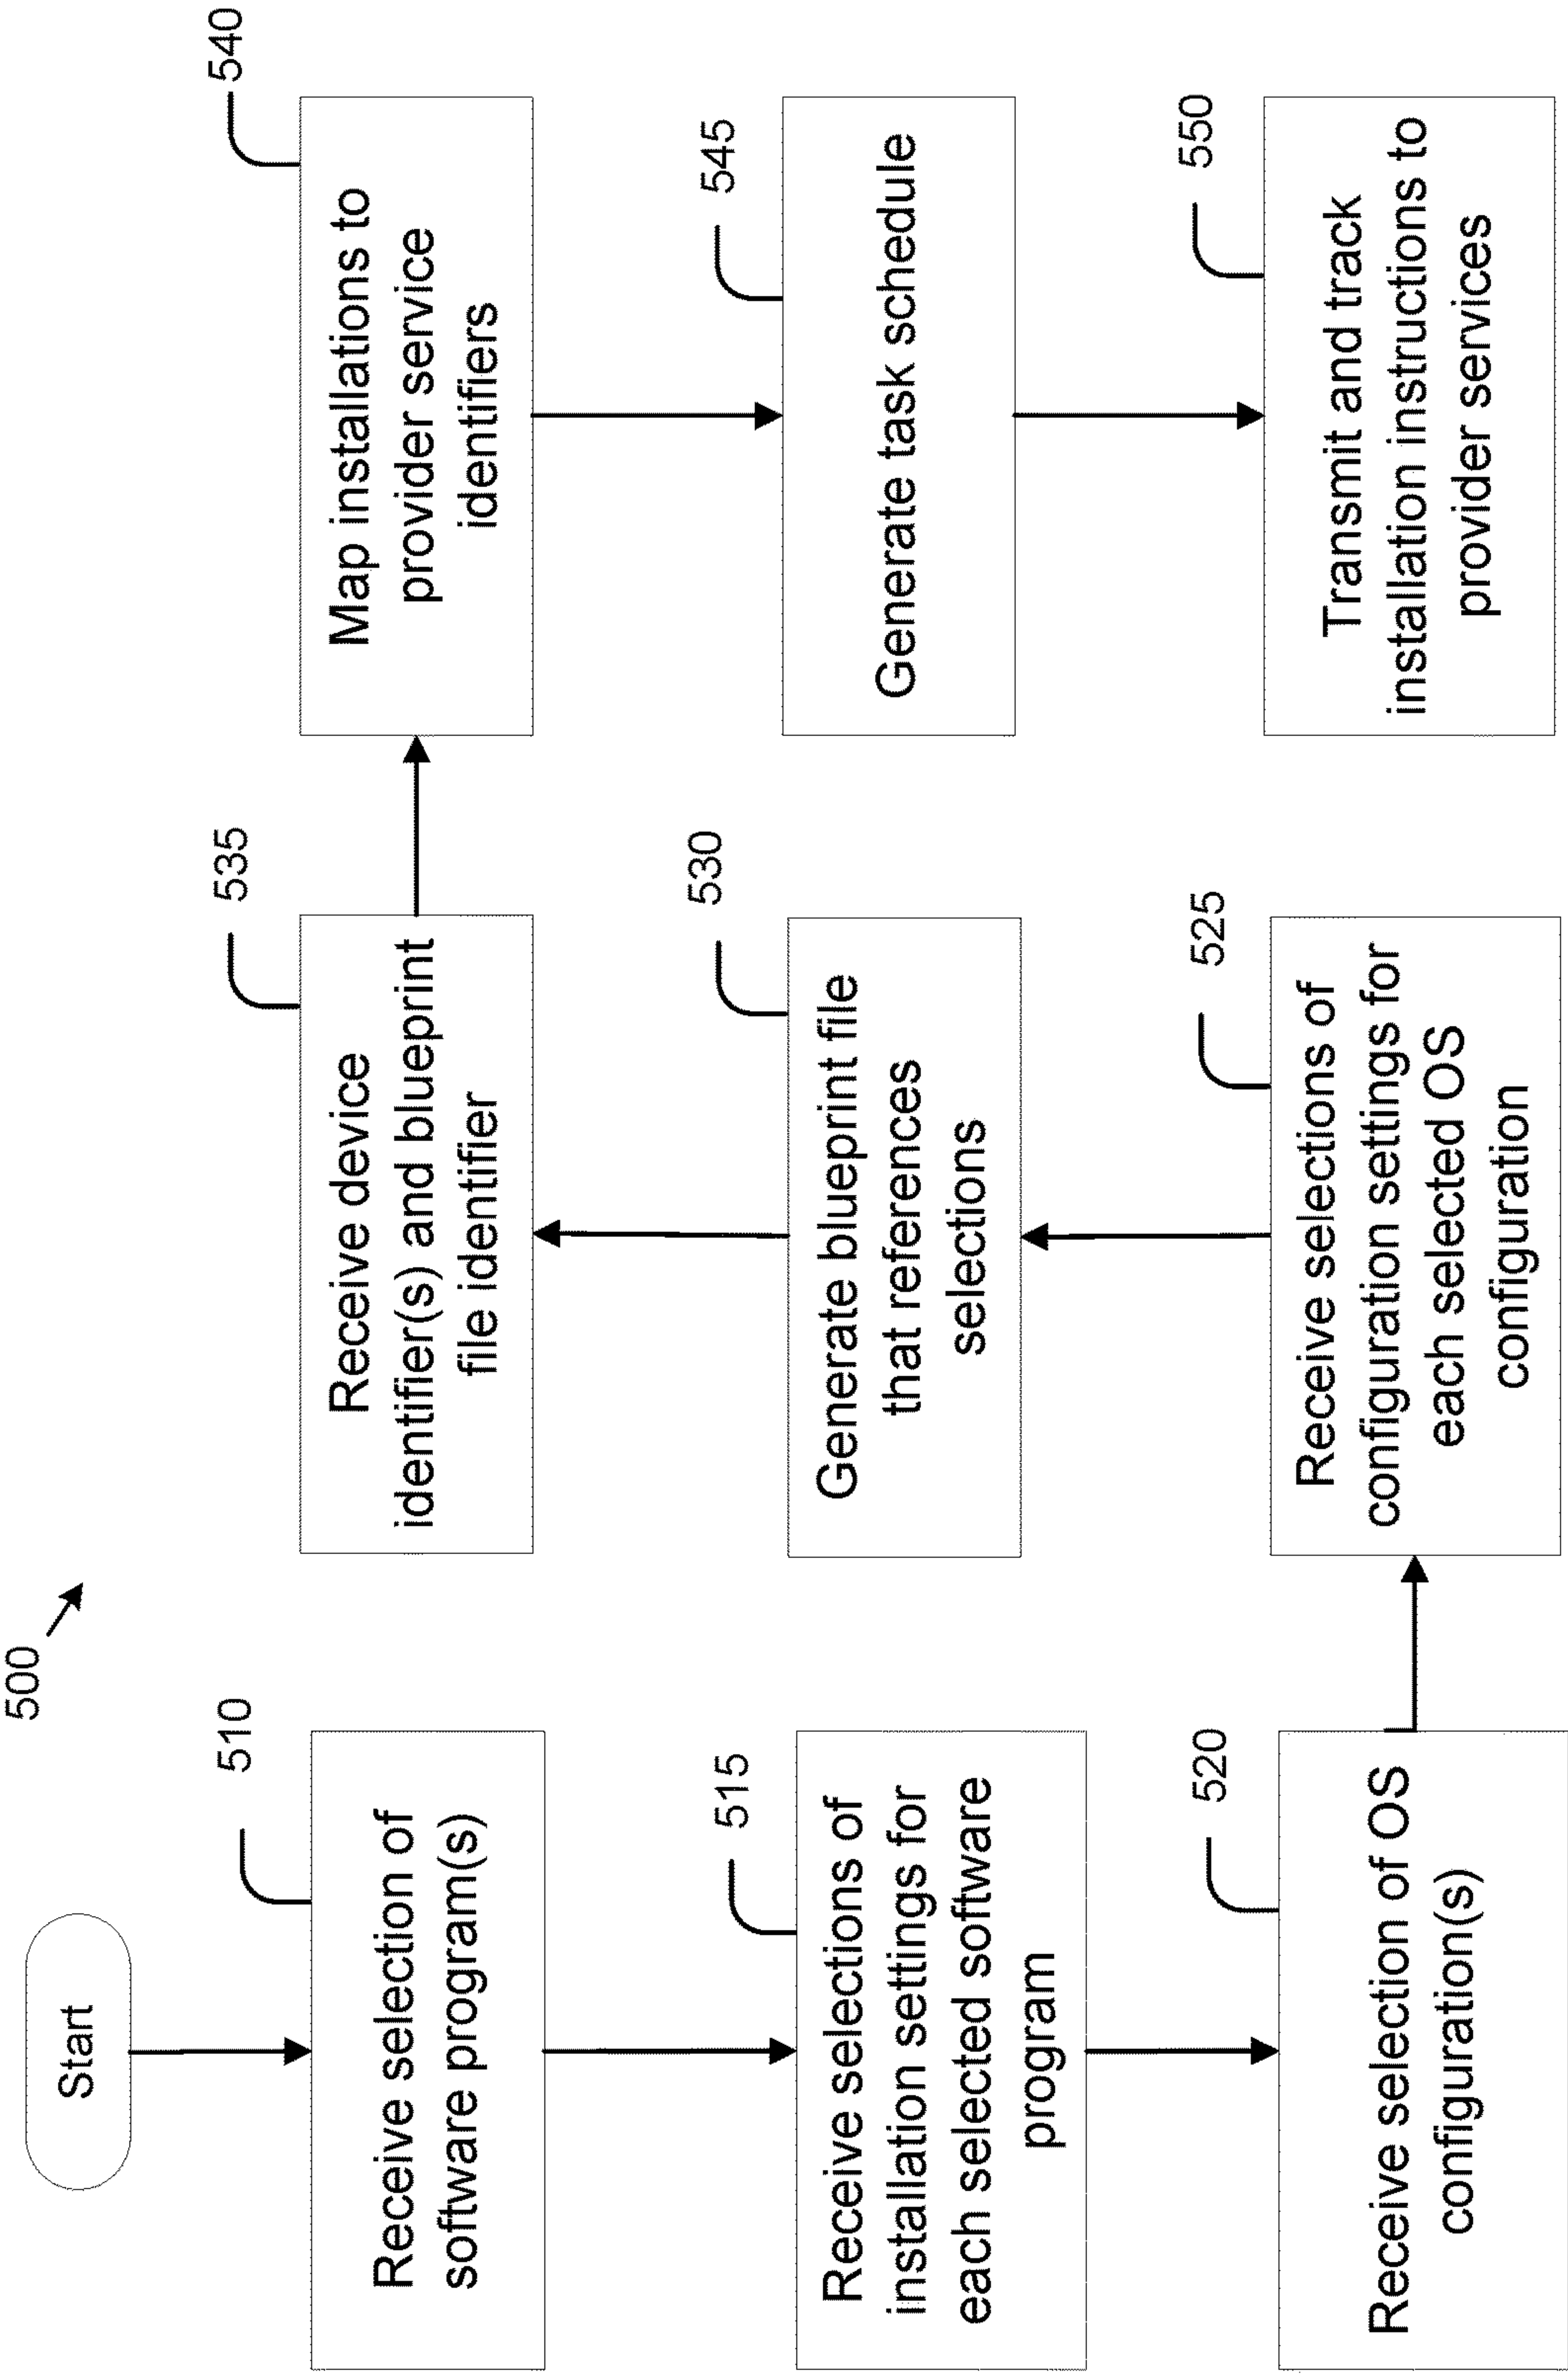 500
Start
510
Receive selection of
software program(s)
515
Receive selections of
installation settings for
each selected software
program
520
Receive selection of OS
configuration(s)
525
Receive selections of
configuration settings for
each selected OS
configuration
530
Generate blueprint file
that references
selections
535
Receive device
identifier(s) and blueprint
file identifier
540
Map installations to
provider service
identifiers
545
Generate task schedule
550
Transmit and track
installation instructions to
provider services